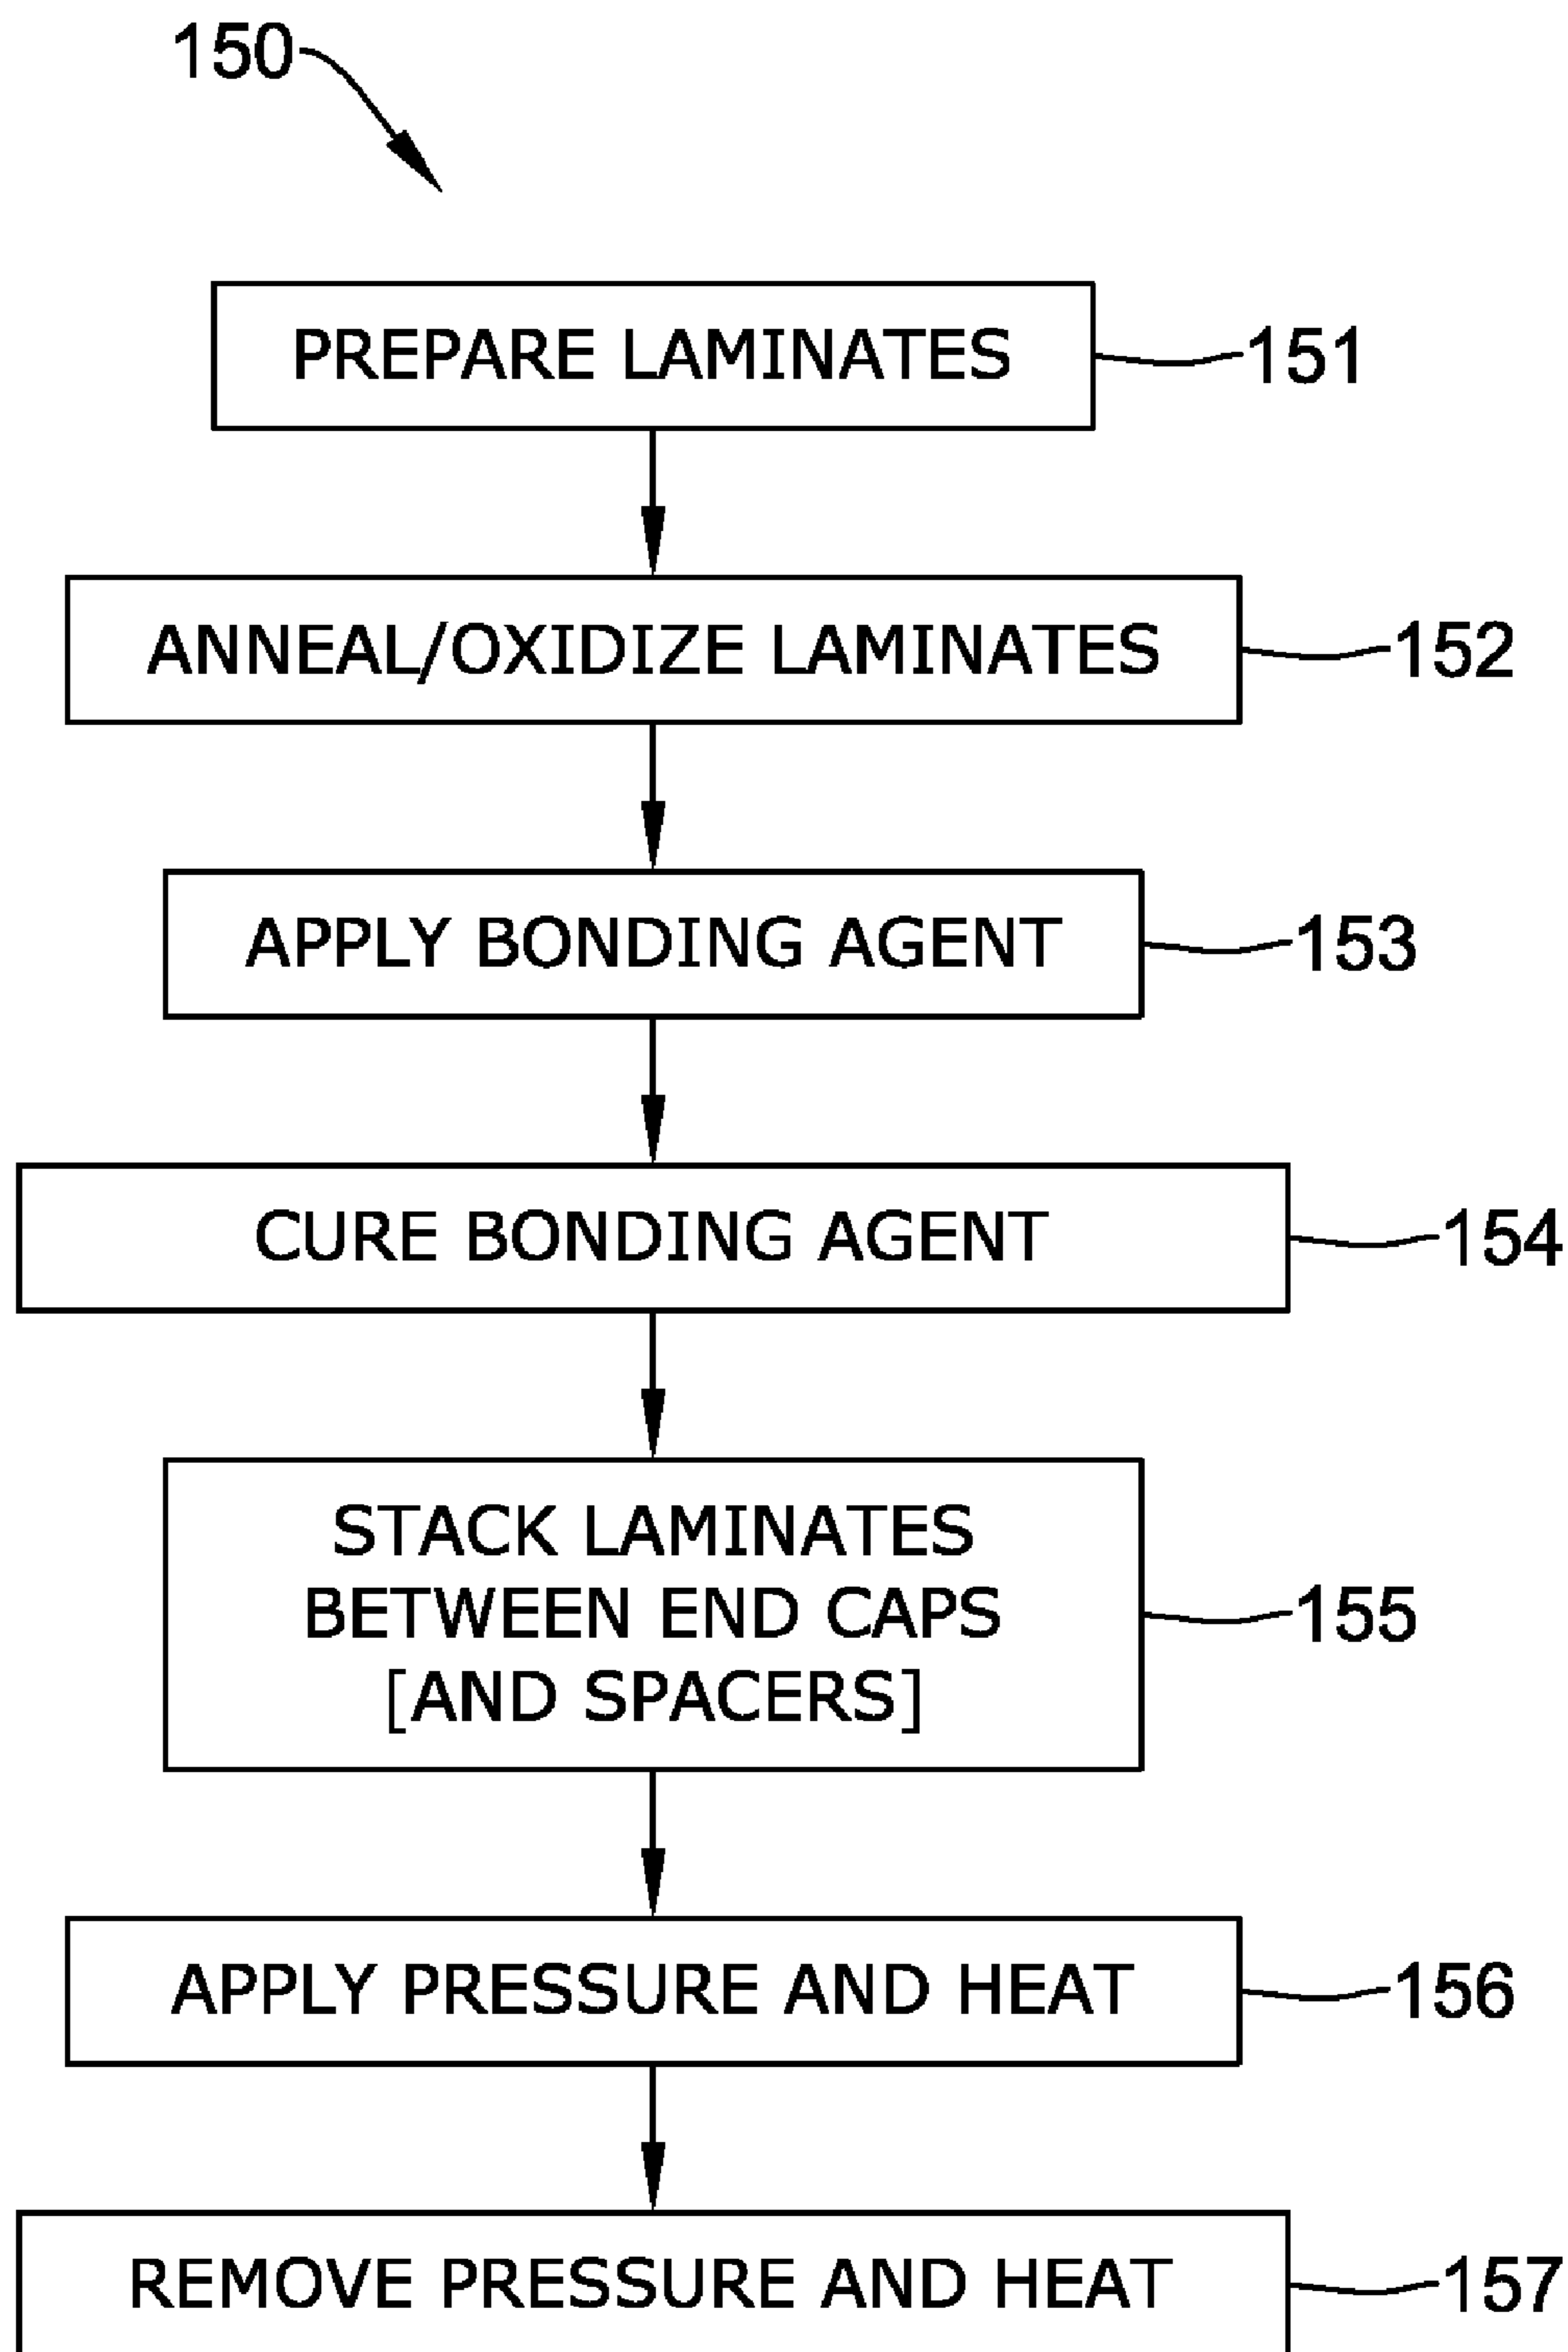 150
PREPARE LAMINATES
151
ANNEAL/OXIDIZE LAMINATES
152
APPLY BONDING AGENT
153
CURE BONDING AGENT
154
STACK LAMINATES
BETWEEN END CAPS
[AND SPACERS]
155
APPLY PRESSURE AND HEAT
156
REMOVE PRESSURE AND HEAT
157